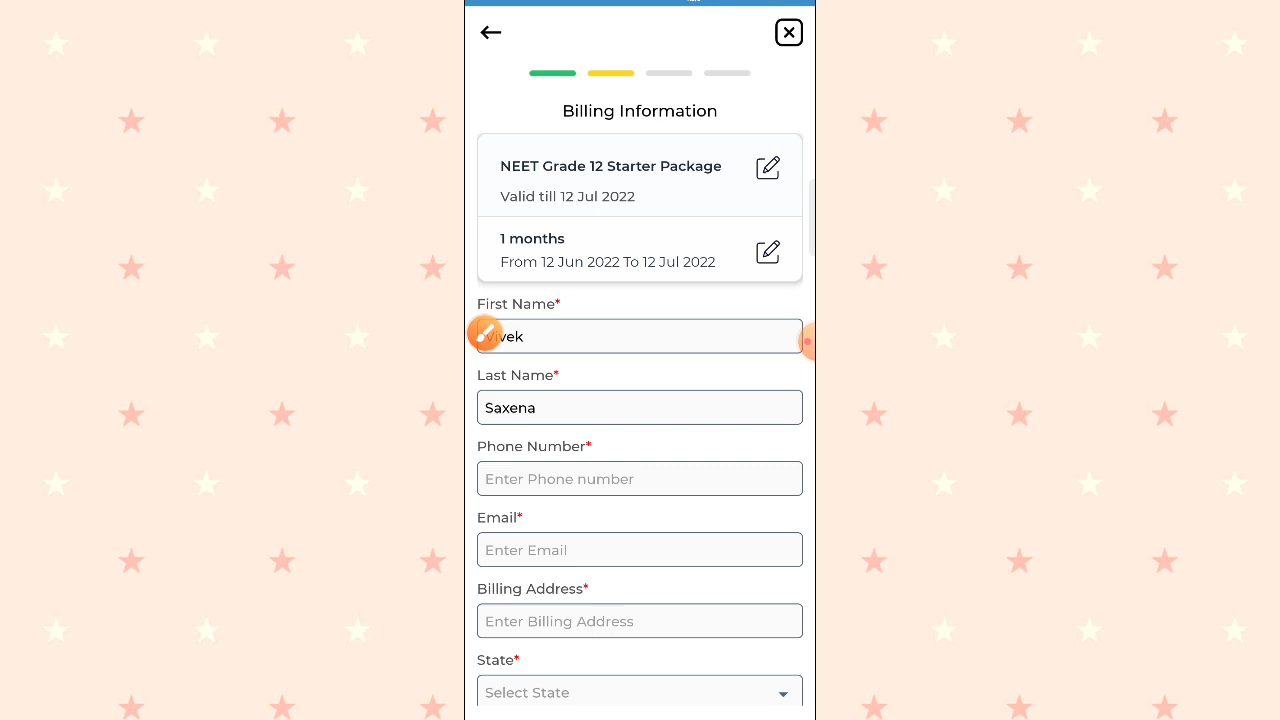 Billing Information
NEET Grade 12 Starter Package
Valid till 12 Jul 2022
1 months
From 12 Jun 2022 To 12 Jul 2022
First Name*
Vivek
Last Name*
Saxena
Phone Number*
Enter Phone number
Email*
Enter Email
Billing Address*
Enter Billing Address
State*
Select State